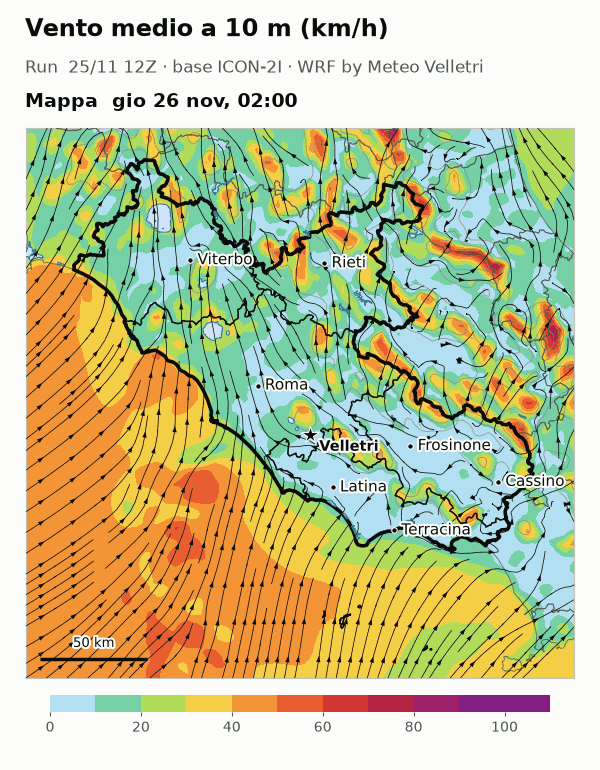 Vento medio a 10 m (km/h)
Run  25/11 12Z · base ICON-2I · WRF by Meteo Velletri
Mappa  gio 26 nov, 02:00
Viterbo
Rieti
Roma
Velletri
Frosinone
Cassino
Latina
Terracina
50 km
0 20 40 60 80 100